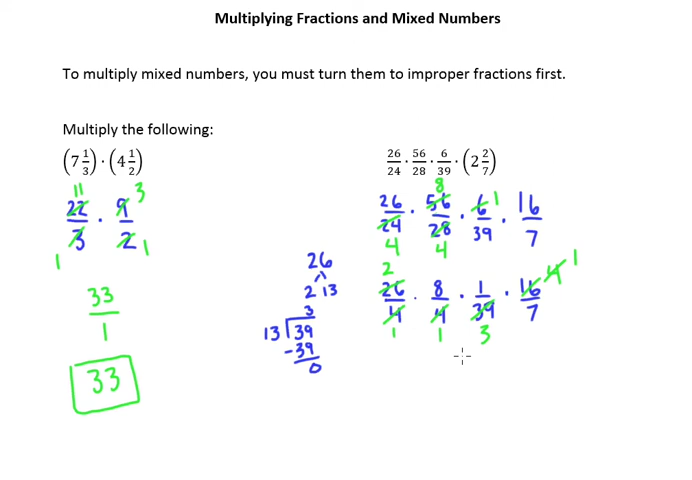 Multiplying Fractions and Mixed Numbers
To multiply mixed numbers, you must turn them to improper fractions first.
Multiply the following:
(7 1/3) · (4 1/2)
26/24 · 56/28 · 6/39 · (2 2/7)
11 3
22/3 · 9/2
1 1
33/1
33
26
2 13
3
13 39
-39
0
8 1
26/24 · 56/28 · 6/39 · 16/7
4 4
2 4 1
26/4 · 8/4 · 1/39 · 16/7
1 1 3